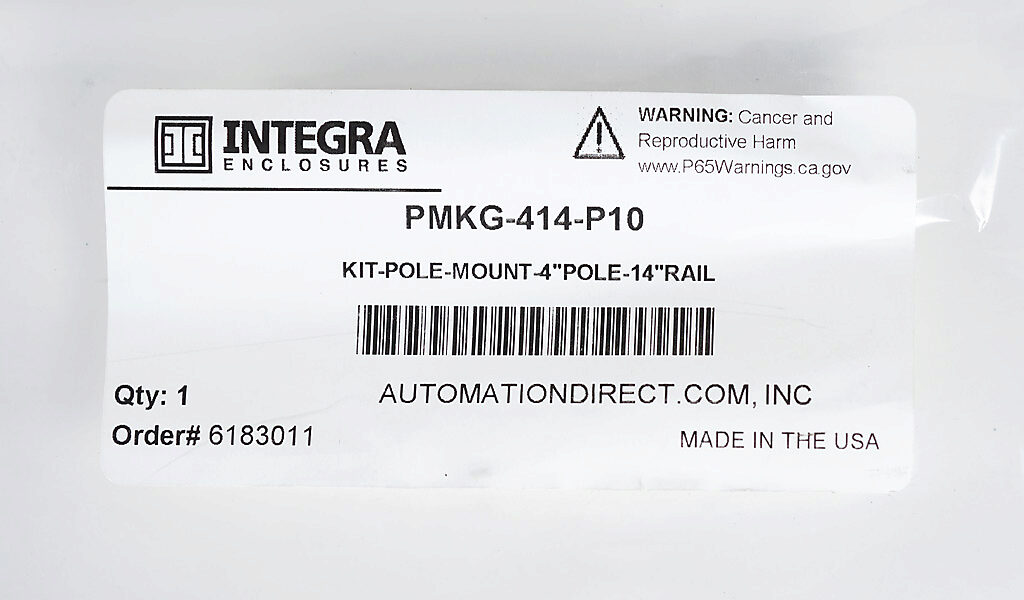 INTEGRA
ENCLOSURES
WARNING: Cancer and
Reproductive Harm
www.P65Warnings.ca.gov
PMKG-414-P10
KIT-POLE-MOUNT-4"POLE-14"RAIL
Qty: 1
AUTOMATIONDIRECT.COM, INC
Order# 6183011
MADE IN THE USA